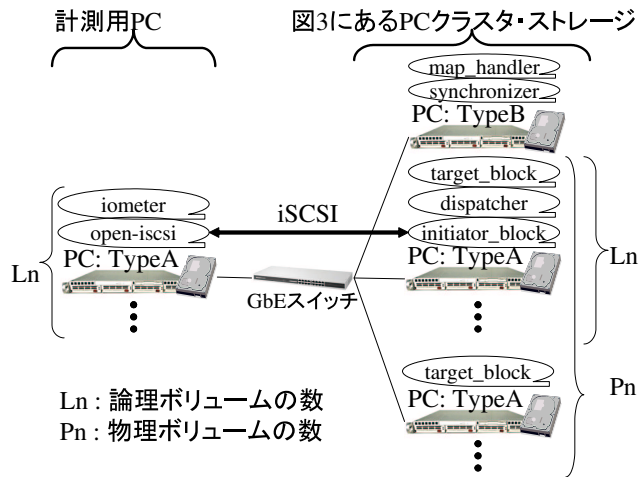 計測用PC
図3にあるPCクラスタ・ストレージ
map_handler
synchronizer
PC: TypeB
target_block
dispatcher
initiator_block
PC: TypeA
Ln
iometer
open-iscsi
PC: TypeA
Ln
iSCSI
GbEスイッチ
target_block
PC: TypeA
Pn
Ln : 論理ボリュームの数
Pn : 物理ボリュームの数